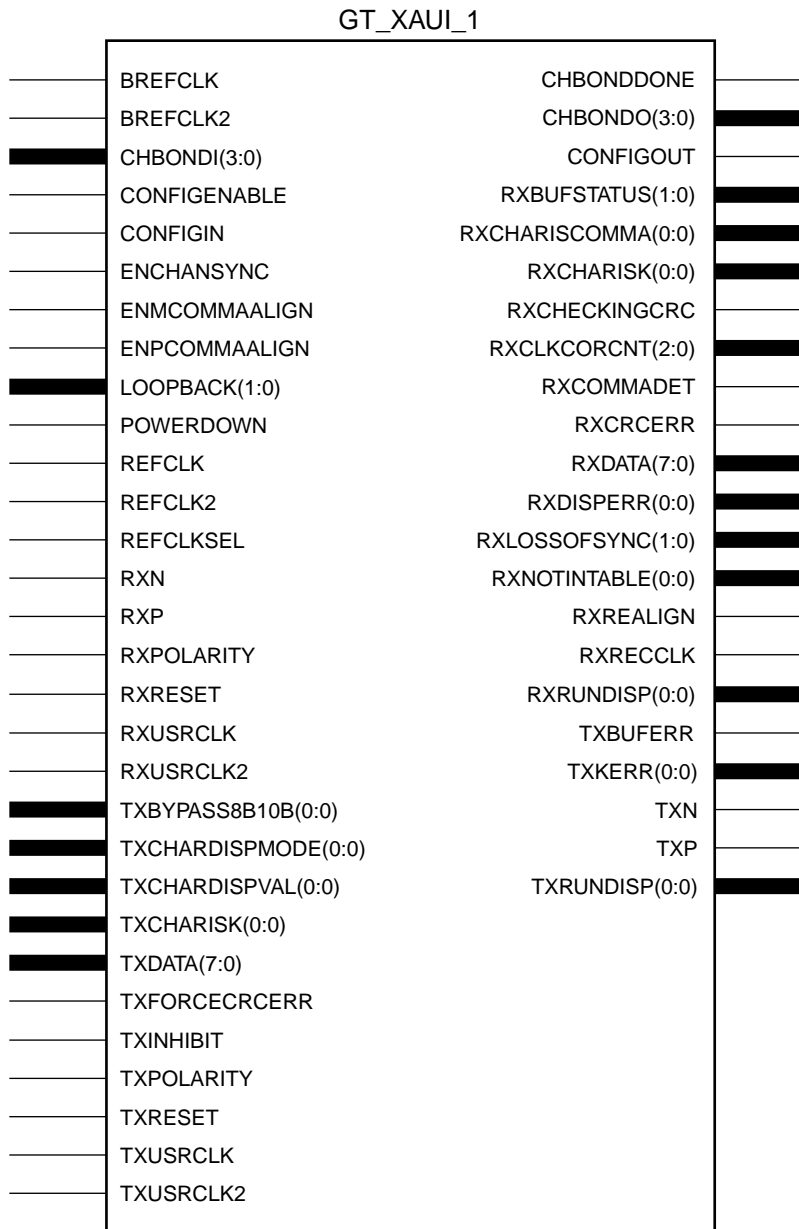 GT_XAUI_1
BREFCLK
BREFCLK2
CHBONDI(3:0)
CONFIGENABLE
CONFIGIN
ENCHANSYNC
ENMCOMMAALIGN
ENPCOMMAALIGN
LOOPBACK(1:0)
POWERDOWN
REFCLK
REFCLK2
REFCLKSEL
RXN
RXP
RXPOLARITY
RXRESET
RXUSRCLK
RXUSRCLK2
TXBYPASS8B10B(0:0)
TXCHARDISPMODE(0:0)
TXCHARDISPVAL(0:0)
TXCHARISK(0:0)
TXDATA(7:0)
TXFORCECRCERR
TXINHIBIT
TXPOLARITY
TXRESET
TXUSRCLK
TXUSRCLK2
CHBONDDONE
CHBONDO(3:0)
CONFIGOUT
RXBUFSTATUS(1:0)
RXCHARISCOMMA(0:0)
RXCHARISK(0:0)
RXCHECKINGCRC
RXCLKCORCNT(2:0)
RXCOMMADET
RXCRCERR
RXDATA(7:0)
RXDISPERR(0:0)
RXLOSSOFSYNC(1:0)
RXNOTINTABLE(0:0)
RXREALIGN
RXRECCLK
RXRUNDISP(0:0)
TXBUFERR
TXKERR(0:0)
TXN
TXP
TXRUNDISP(0:0)